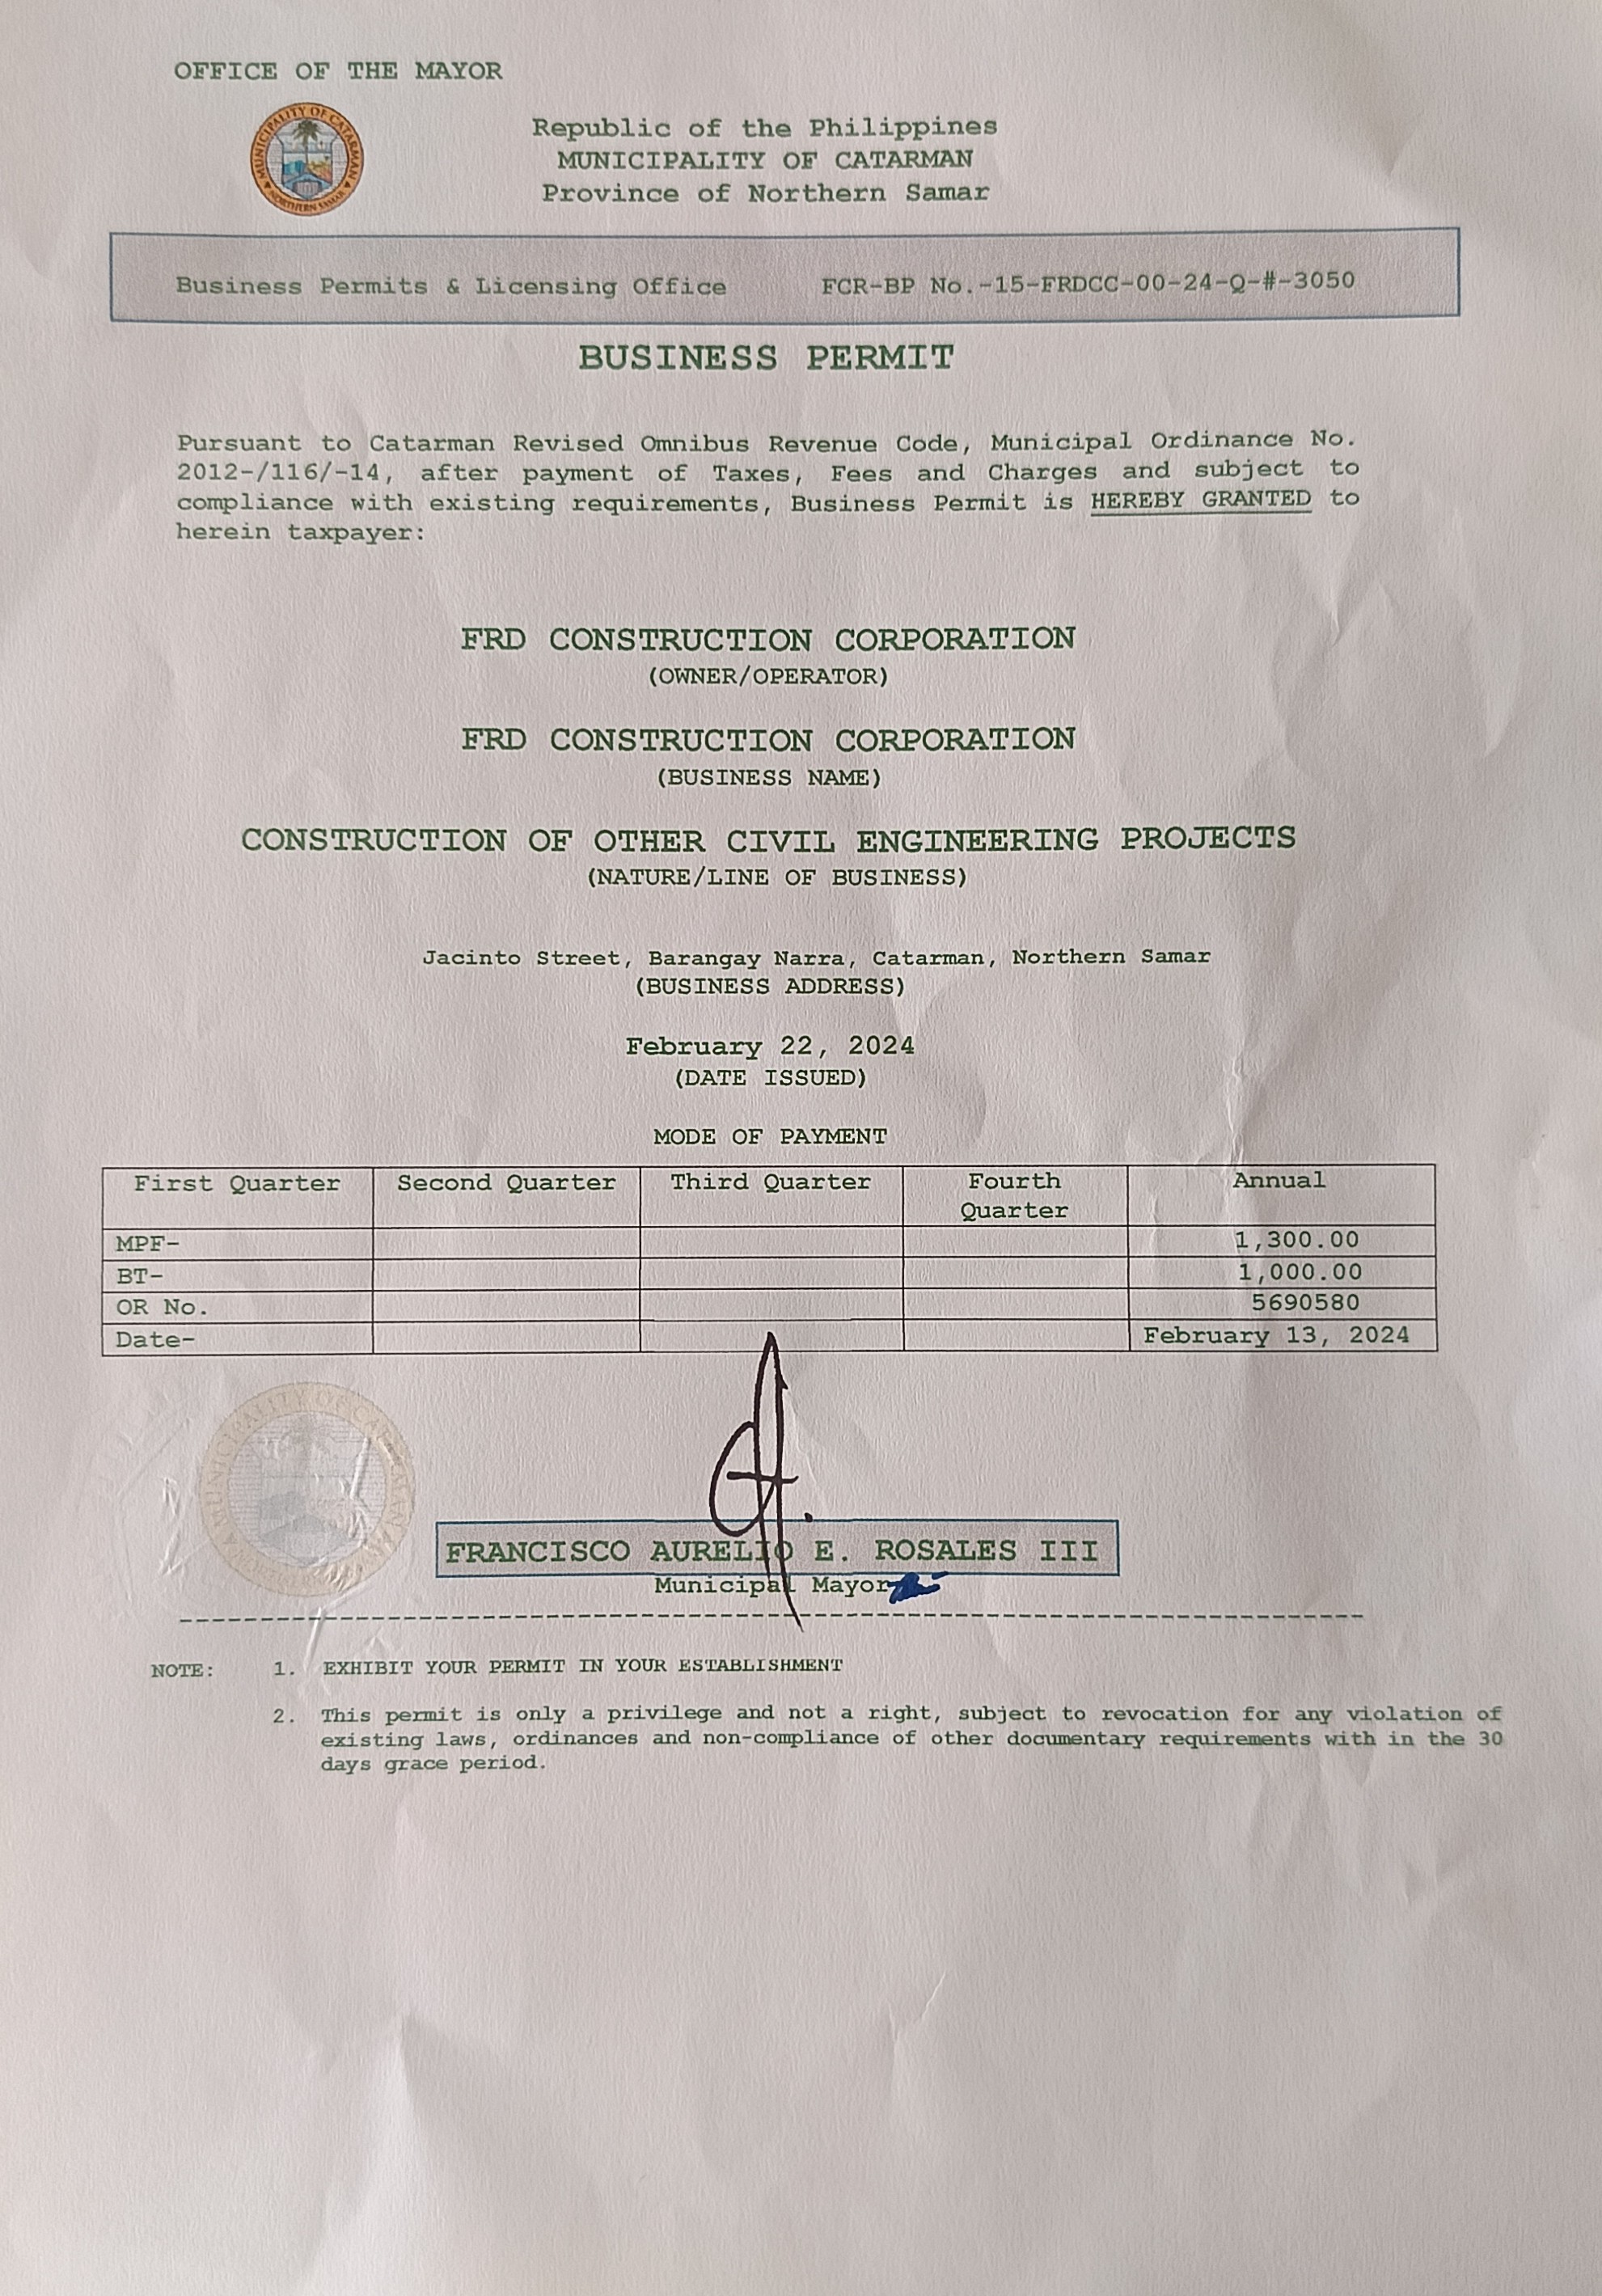 OFFICE OF THE MAYOR
MUNICIPALITY OF CATARMAN
NORTHERN SAMAR
Republic of the Philippines
MUNICIPALITY OF CATARMAN
Province of Northern Samar
Business Permits & Licensing Office FCR-BP No.-15-FRDCC-00-24-Q-#-3050
BUSINESS PERMIT
Pursuant to Catarman Revised Omnibus Revenue Code, Municipal Ordinance No.
2012-/116/-14, after payment of Taxes, Fees and Charges and subject to
compliance with existing requirements, Business Permit is HEREBY GRANTED to
herein taxpayer:
FRD CONSTRUCTION CORPORATION
(OWNER/OPERATOR)
FRD CONSTRUCTION CORPORATION
(BUSINESS NAME)
CONSTRUCTION OF OTHER CIVIL ENGINEERING PROJECTS
(NATURE/LINE OF BUSINESS)
Jacinto Street, Barangay Narra, Catarman, Northern Samar
(BUSINESS ADDRESS)
February 22, 2024
(DATE ISSUED)
MODE OF PAYMENT
First Quarter Second Quarter Third Quarter Fourth Quarter Annual
MPF- 1,300.00
BT- 1,000.00
OR No. 5690580
Date- February 13, 2024
MUNICIPALITY OF CATARMAN
FRANCISCO AURELIO E. ROSALES III
Municipal Mayor
NOTE: 1. EXHIBIT YOUR PERMIT IN YOUR ESTABLISHMENT
2. This permit is only a privilege and not a right, subject to revocation for any violation of
existing laws, ordinances and non-compliance of other documentary requirements with in the 30
days grace period.